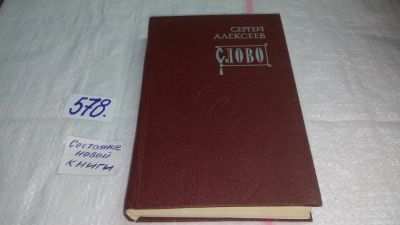 СЕРГЕЙ
АЛЕКСЕЕВ
СЛОВО
578.
Состояние
новой
книги